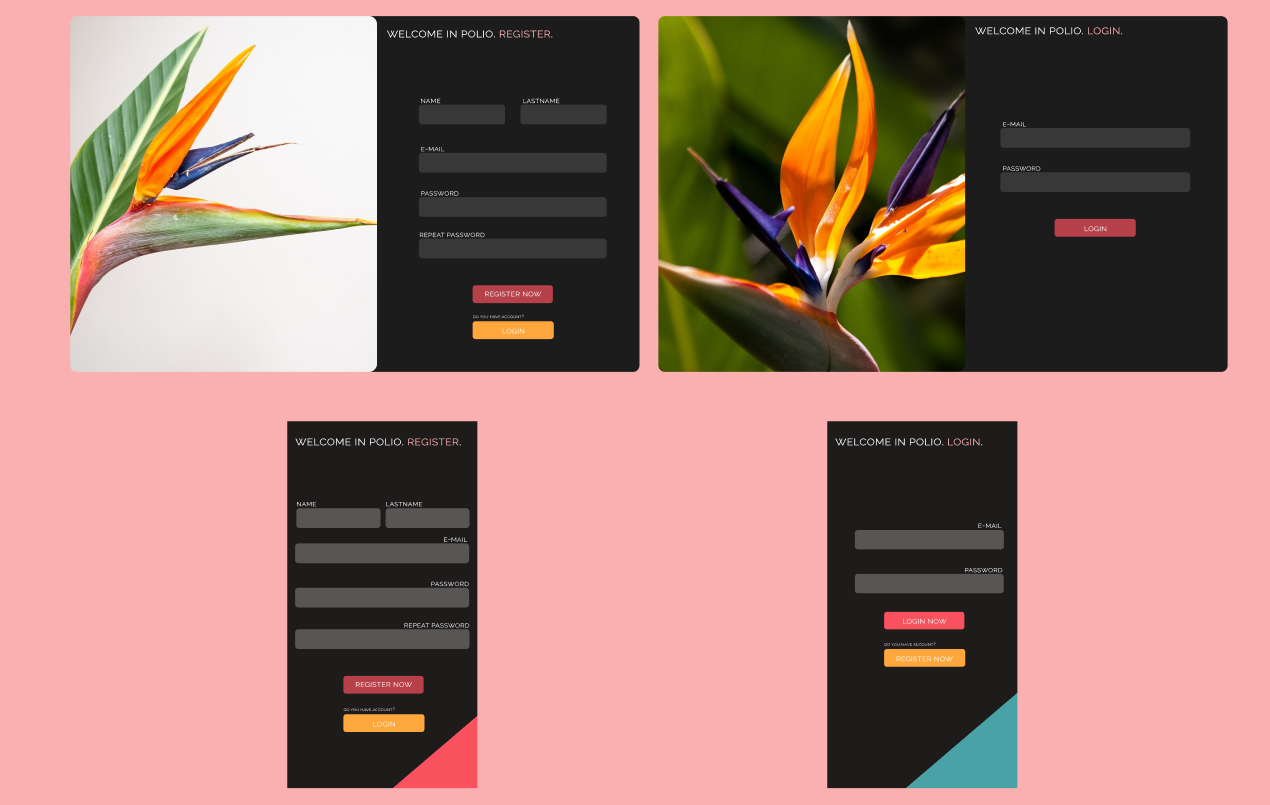 WELCOME IN POLIO. REGISTER.
NAME LASTNAME
E-MAIL
PASSWORD
REPEAT PASSWORD
REGISTER NOW
DO YOU HAVE ACCOUNT?
LOGIN
WELCOME IN POLIO. LOGIN.
E-MAIL
PASSWORD
LOGIN
WELCOME IN POLIO. REGISTER.
NAME LASTNAME
E-MAIL
PASSWORD
REPEAT PASSWORD
REGISTER NOW
DO YOU HAVE ACCOUNT?
LOGIN
WELCOME IN POLIO. LOGIN.
E-MAIL
PASSWORD
LOGIN NOW
DO YOU HAVE ACCOUNT?
REGISTER NOW